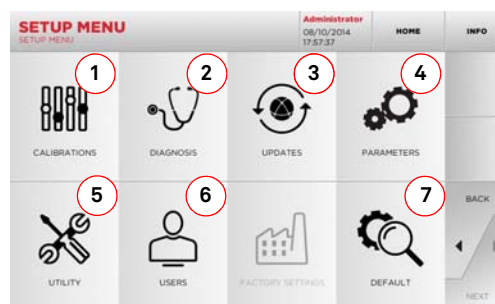 SETUP MENU
SETUP MENU
Administrator
08/10/2014
17:57:37
HOME
INFO
1
2
3
4
CALIBRATIONS
DIAGNOSIS
UPDATES
PARAMETERS
5
6
7
BACK
UTILITY
USERS
FACTORY SETTINGS
DEFAULT
NEXT